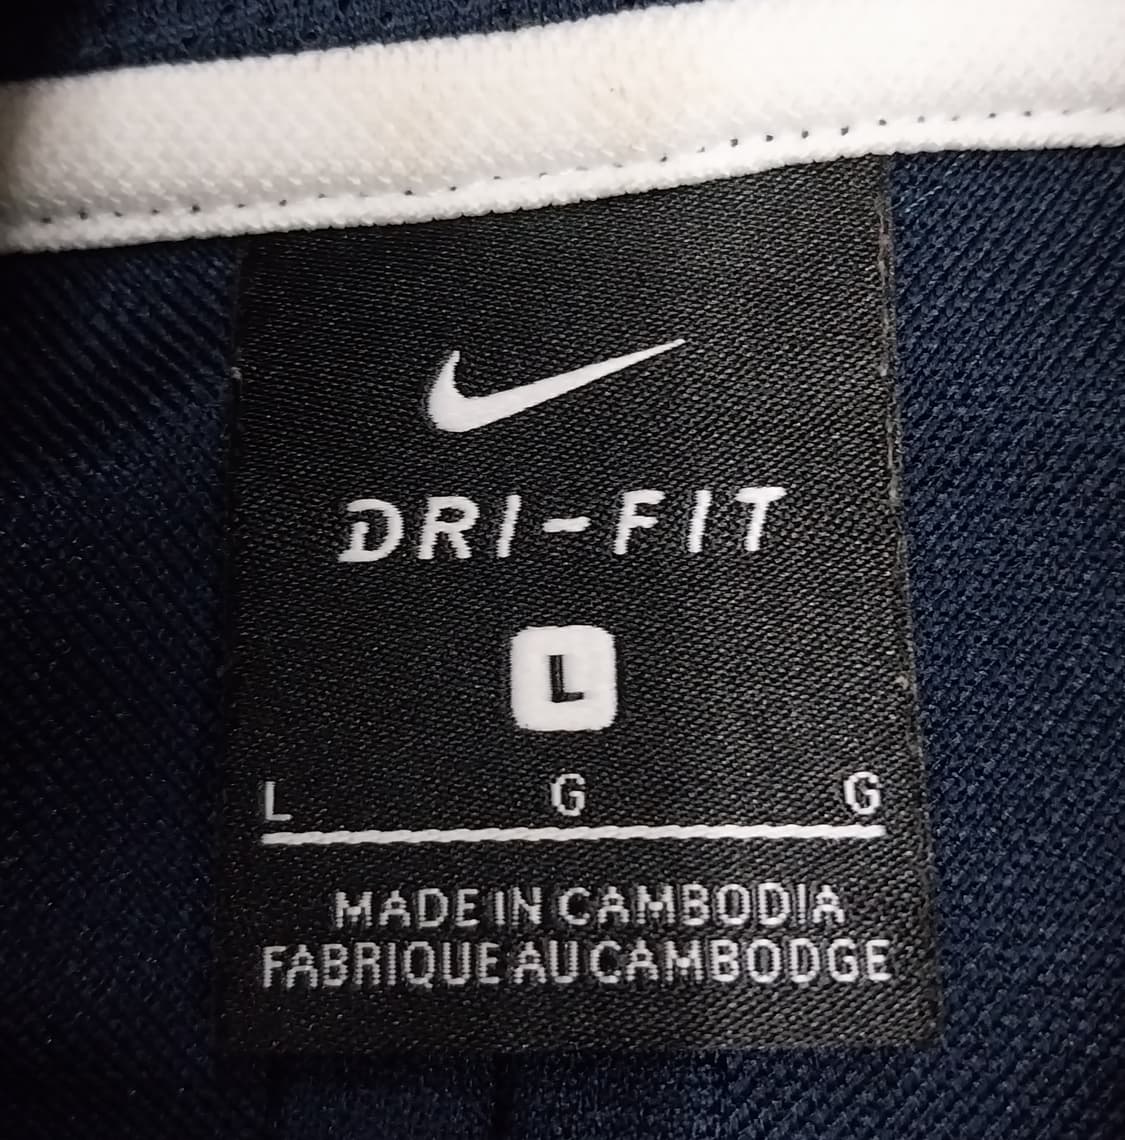 DRI-FIT
L
L G G
MADE IN CAMBODIA
FABRIQUE AU CAMBODGE